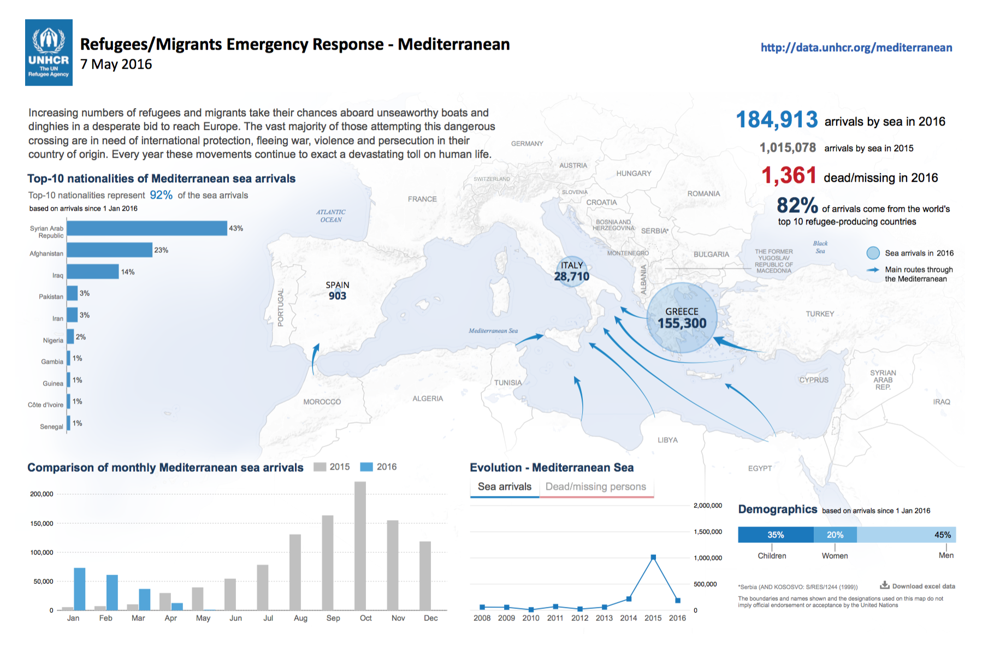 UNHCR
The UN
Refugee Agency
Refugees/Migrants Emergency Response - Mediterranean
7 May 2016
http://data.unhcr.org/mediterranean
Increasing numbers of refugees and migrants take their chances aboard unseaworthy boats and
dinghies in a desperate bid to reach Europe. The vast majority of those attempting this dangerous
crossing are in need of international protection, fleeing war, violence and persecution in their
country of origin. Every year these movements continue to exact a devastating toll on human life.
184,913 arrivals by sea in 2016
1,015,078 arrivals by sea in 2015
1,361 dead/missing in 2016
82% of arrivals come from the world's
top 10 refugee-producing countries
Sea arrivals in 2016
Main routes through
the Mediterranean
Top-10 nationalities of Mediterranean sea arrivals
Top-10 nationalities represent 92% of the sea arrivals
based on arrivals since 1 Jan 2016
Syrian Arab
Republic
43%
Afghanistan 23%
Iraq 14%
Pakistan 3%
Iran 3%
Nigeria 2%
Gambia 1%
Guinea 1%
Côte d'Ivoire 1%
Senegal 1%
GERMANY
AUSTRIA
SWITZERLAND
HUNGARY
SLOVENIA
ROMANIA
FRANCE
CROATIA
ATLANTIC
OCEAN
BOSNIA AND
HERZEGOVINA
SERBIA*
Black
Sea
MONTENEGRO
BULGARIA
THE FORMER
YUGOSLAV
REPUBLIC OF
MACEDONIA
ALBANIA
ITALY
28,710
SPAIN
903
PORTUGAL
GREECE
155,300
TURKEY
Mediterranean Sea
TUNISIA
CYPRUS
SYRIAN
ARAB
REP.
MOROCCO
ALGERIA
IRAQ
LIBYA
EGYPT
Comparison of monthly Mediterranean sea arrivals 2015 2016
200,000
150,000
100,000
50,000
0
Jan Feb Mar Apr May Jun Jul Aug Sep Oct Nov Dec
Evolution - Mediterranean Sea
Sea arrivals Dead/missing persons
2,000,000
1,500,000
1,000,000
500,000
0
2008 2009 2010 2011 2012 2013 2014 2015 2016
Demographics based on arrivals since 1 Jan 2016
35% 20% 45%
Children Women Men
*Serbia (AND KOSOSVO: S/RES/1244 (1999))
Download excel data
The boundaries and names shown and the designations used on this map do not
imply official endorsement or acceptance by the United Nations